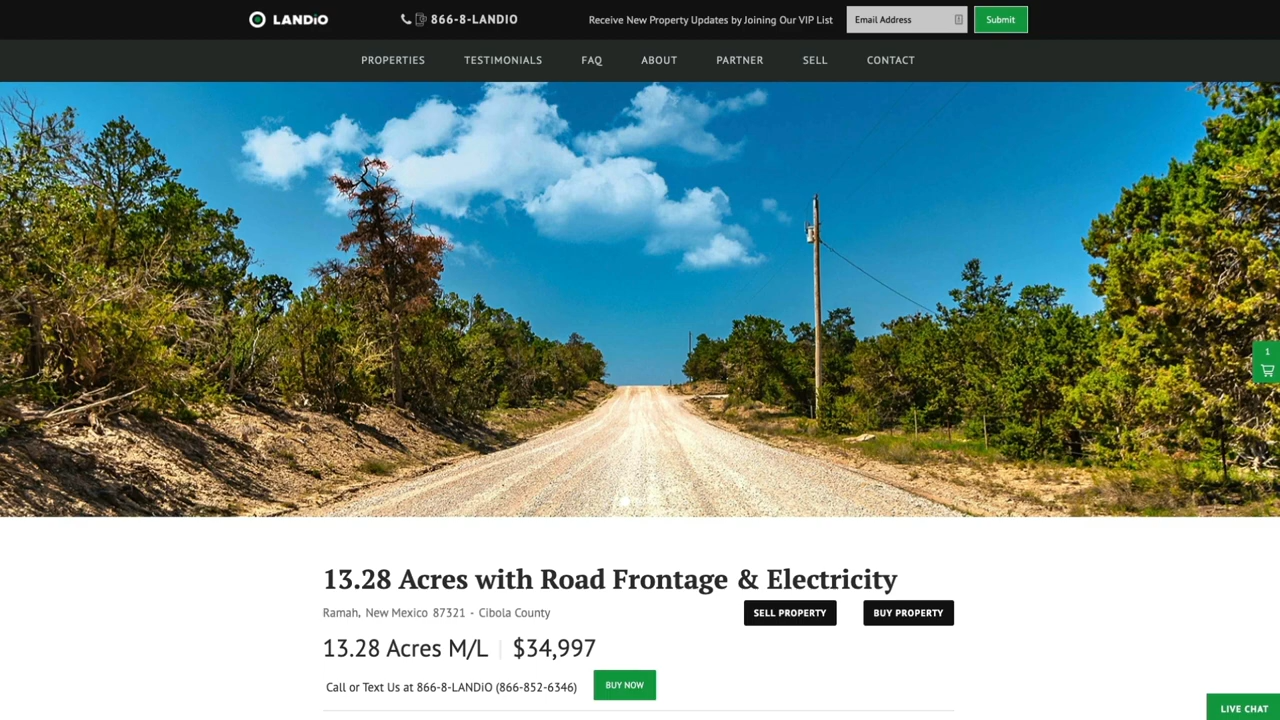 LANDiO
866-8-LANDIO
Receive New Property Updates by Joining Our VIP List
Email Address
Submit
PROPERTIES TESTIMONIALS FAQ ABOUT PARTNER SELL CONTACT
1
13.28 Acres with Road Frontage & Electricity
Ramah, New Mexico 87321 - Cibola County
SELL PROPERTY
BUY PROPERTY
13.28 Acres M/L | $34,997
Call or Text Us at 866-8-LANDiO (866-852-6346)
BUY NOW
LIVE CHAT